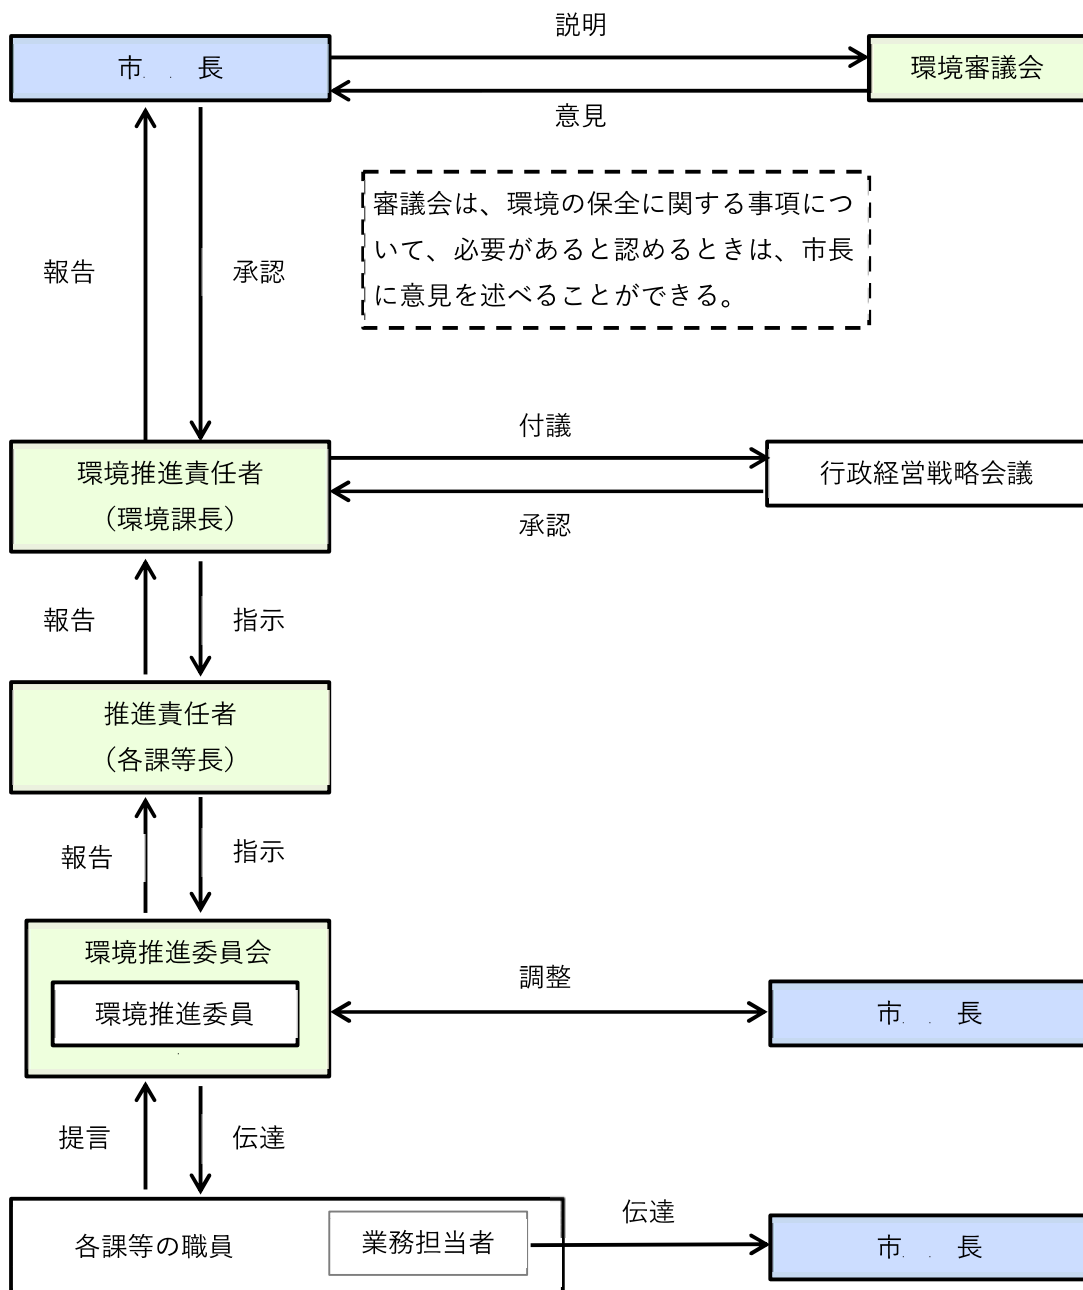 説明
市 長
環境審議会
意見
審議会は、環境の保全に関する事項につ
いて、必要があると認めるときは、市長
に意見を述べることができる。
報告
承認
付議
環境推進責任者
（環境課長）
行政経営戦略会議
承認
報告
指示
推進責任者
（各課等長）
報告
指示
環境推進委員会
環境推進委員
調整
市 長
提言
伝達
各課等の職員
業務担当者
伝達
市 長